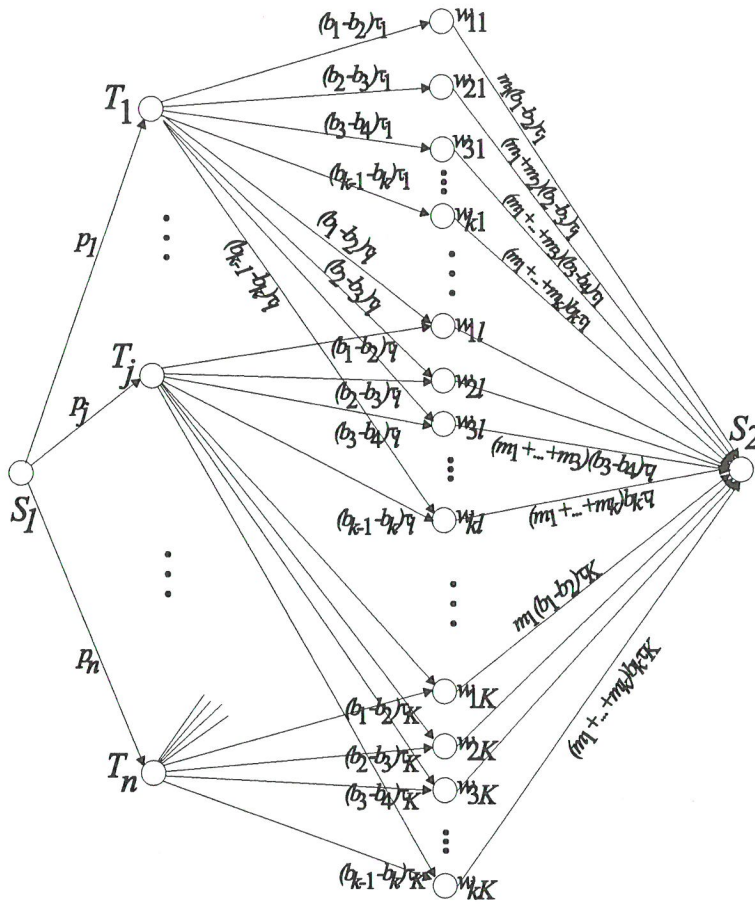 (b₁-b₂)τ₁
w₁₁
T₁
(b₂-b₃)τ₁
w₂₁
(b₃-b₄)τ₁
w₃₁
(bₖ₋₁-bₖ)τ₁
wₖ₁
m₁(b₁-b₂)τ₁
(m₁+m₂)(b₂-b₃)τ₁
(m₁+...+m₃)(b₃-b₄)τ₁
(m₁+...+mₖ)bₖτ₁
p₁
(b₁-b₂)τₗ
(b₂-b₃)τₗ
(bₖ₋₁-bₖ)τₗ
w₁ₗ
Tⱼ
(b₁-b₂)τₗ
w₂ₗ
pⱼ
(b₂-b₃)τₗ
w₃ₗ
S₂
(b₃-b₄)τₗ
(m₁+...+m₃)(b₃-b₄)τₗ
S₁
(bₖ₋₁-bₖ)τₗ
wₖₗ
(m₁+...+mₖ)bₖτₗ
m₁(b₁-b₂)τK
pₙ
w₁K
(b₁-b₂)τK
(m₁+...+mₖ)bₖτK
Tₙ
(b₂-b₃)τK
w₂K
(b₃-b₄)τK
w₃K
(bₖ₋₁-bₖ)τK
wₖK